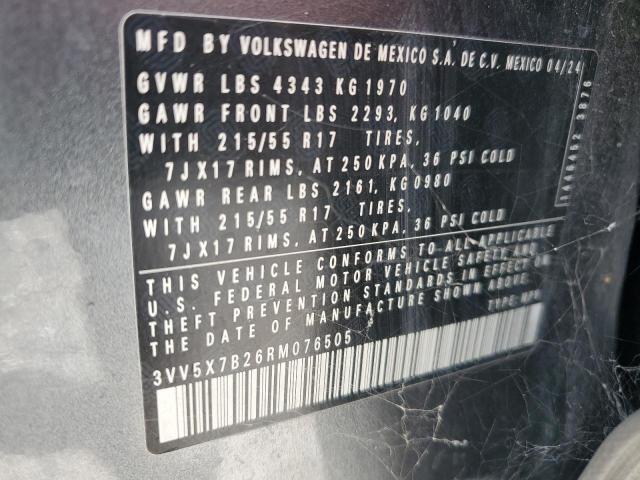 MFD BY VOLKSWAGEN DE MEXICO S.A. DE C.V. MEXICO 04/24
GVWR LBS 4343 KG 1970
GAWR FRONT LBS 2293, KG 1040
WITH 215/55 R17 TIRES,
7JX17 RIMS, AT 250 KPA, 36 PSI COLD
GAWR REAR LBS 2161, KG 0980
WITH 215/55 R17 TIRES,
7JX17 RIMS, AT 250 KPA, 36 PSI COLD
THIS VEHICLE CONFORMS TO ALL APPLICABLE
U.S. FEDERAL MOTOR VEHICLE SAFETY AND
THEFT PREVENTION STANDARDS IN EFFECT ON
THE DATE OF MANUFACTURE SHOWN ABOVE.
TYPE: MPV
3VV5X7B26RM076505